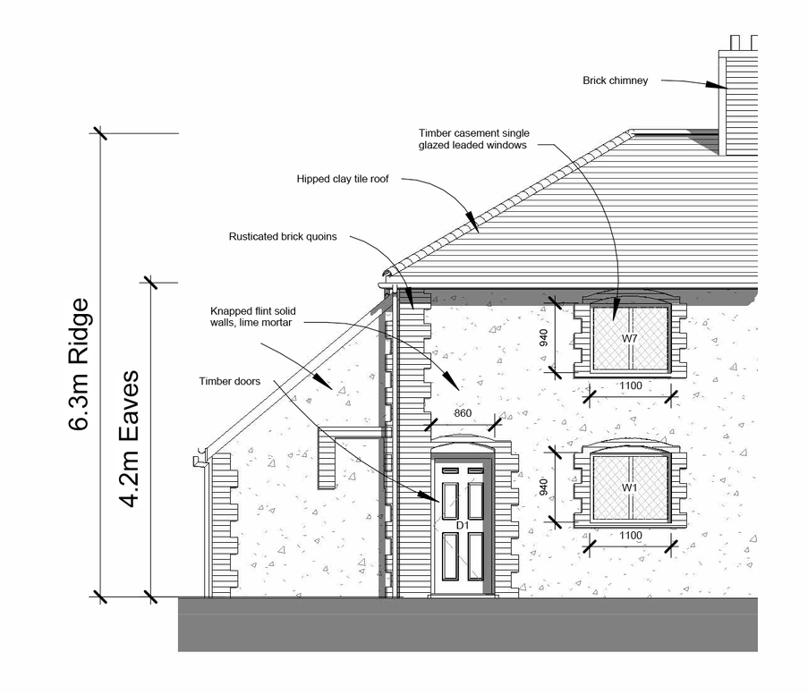 Brick chimney
Timber casement single
glazed leaded windows
Hipped clay tile roof
Rusticated brick quoins
Knapped flint solid
walls, lime mortar
Timber doors
6.3m Ridge
4.2m Eaves
940
W7
1100
860
940
W1
1100
D1